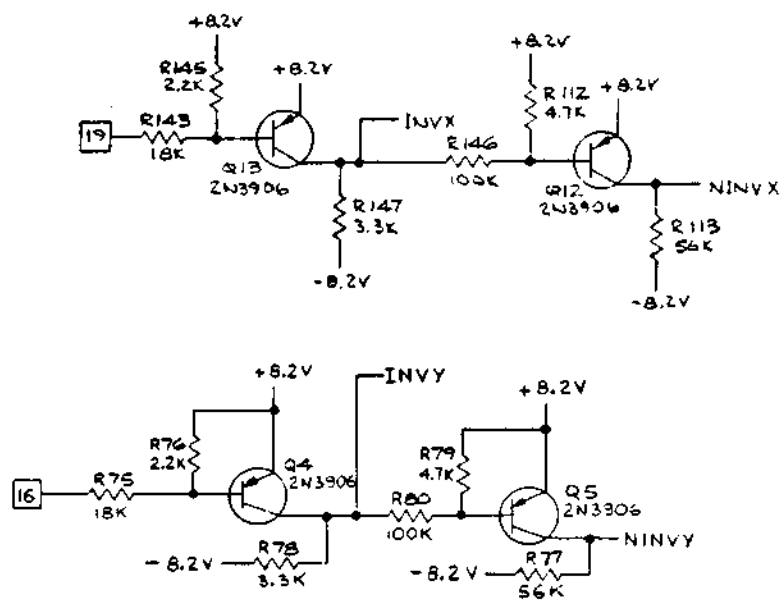 +8.2V
+8.2V
R145
2.2K
+8.2V
R112
4.7K
+8.2V
19
R143
18K
INVX
R146
100K
Q13
2N3906
Q12
2N3906
NINVX
R147
3.3K
R113
56K
-8.2V
-8.2V
+8.2V
INVY
+8.2V
R76
2.2K
R79
4.7K
Q4
2N3906
16
R75
18K
R80
100K
Q5
2N3906
-8.2V
R78
3.3K
NINVY
-8.2V
R77
56K